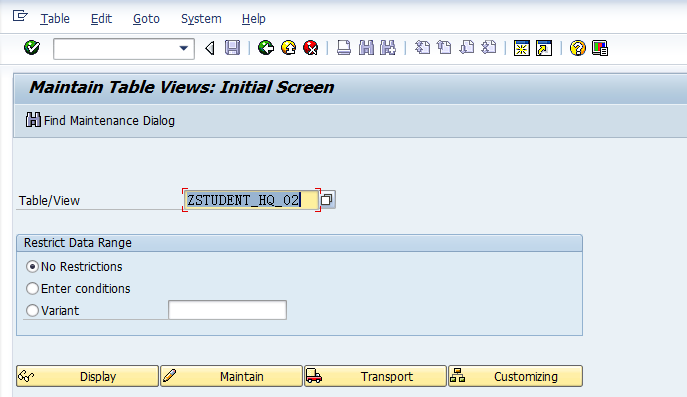 Table Edit Goto System Help
Maintain Table Views: Initial Screen
Find Maintenance Dialog
Table/View ZSTUDENT_HQ_02
Restrict Data Range
No Restrictions
Enter conditions
Variant
Display Maintain Transport Customizing